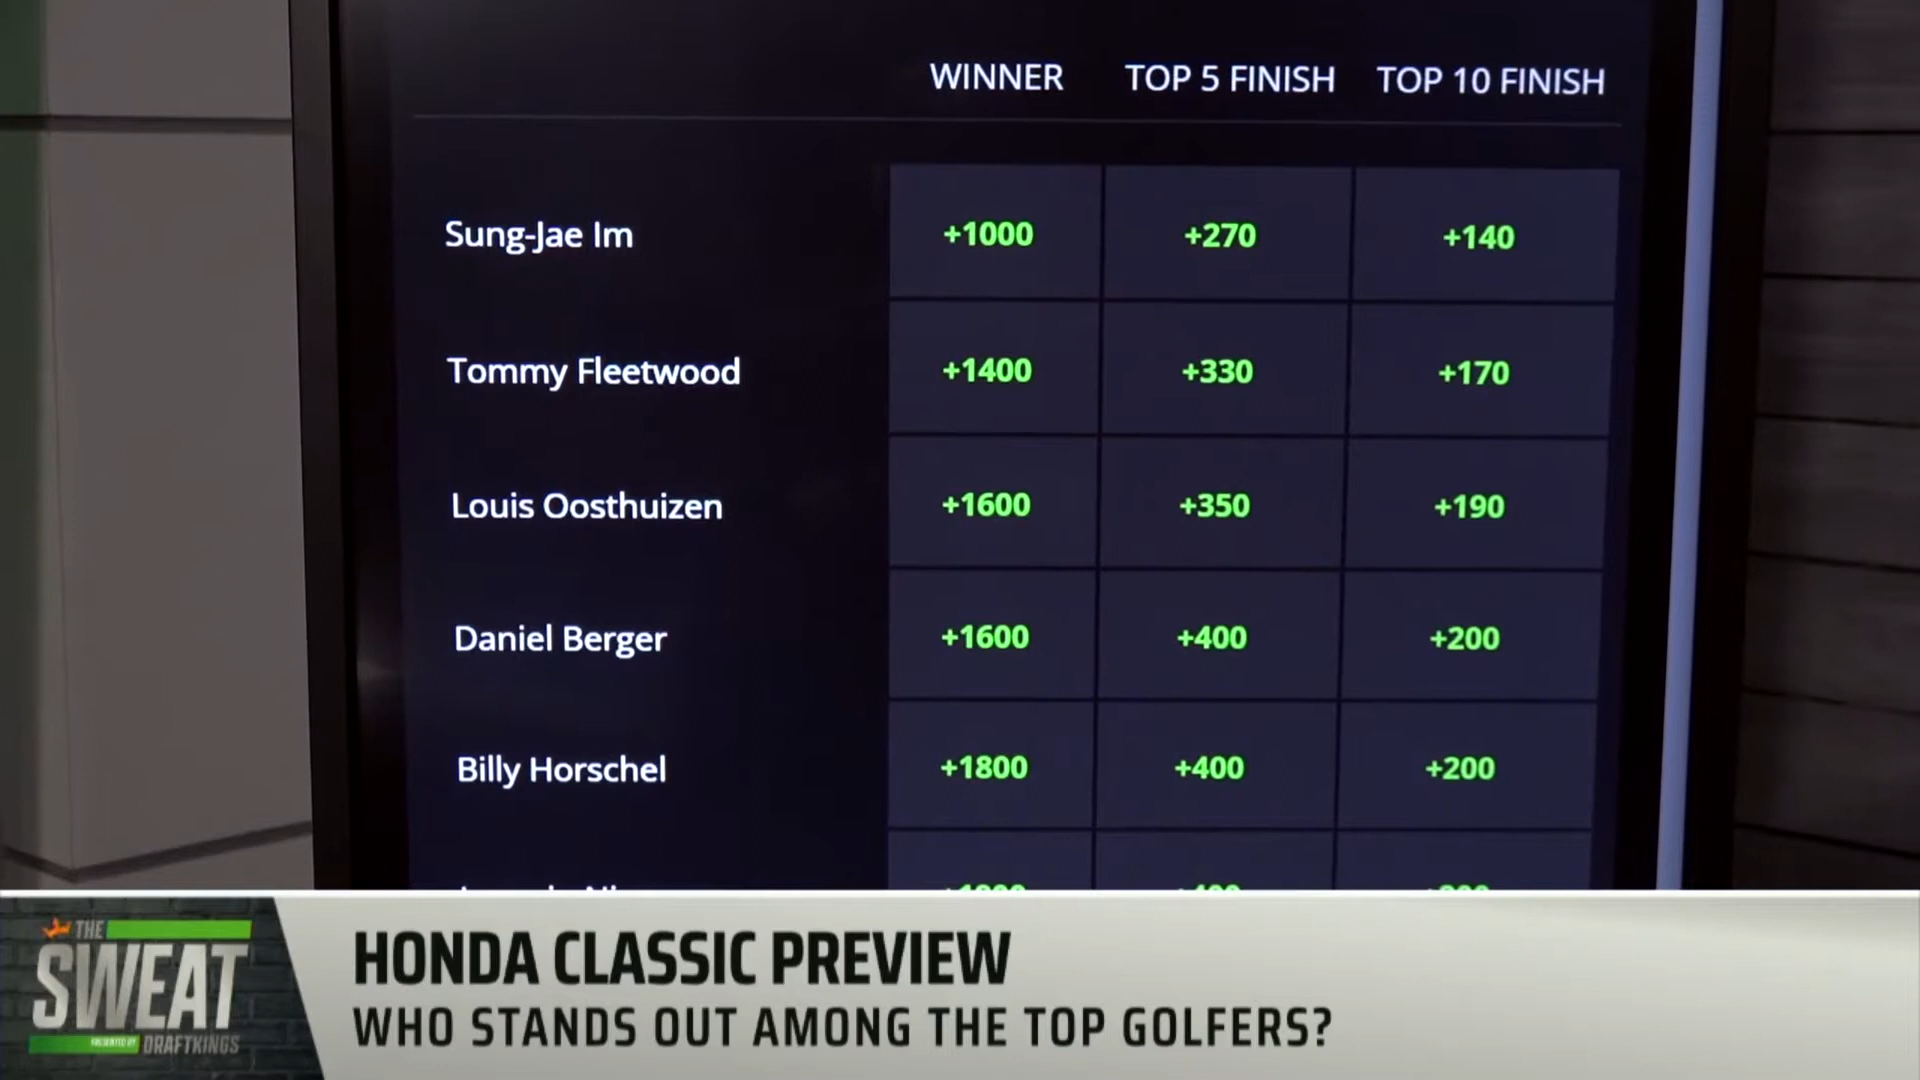 WINNER TOP 5 FINISH TOP 10 FINISH
Sung-Jae Im +1000 +270 +140
Tommy Fleetwood +1400 +330 +170
Louis Oosthuizen +1600 +350 +190
Daniel Berger +1600 +400 +200
Billy Horschel +1800 +400 +200
THE
SWEAT
PRESENTED BY DRAFTKINGS
HONDA CLASSIC PREVIEW
WHO STANDS OUT AMONG THE TOP GOLFERS?